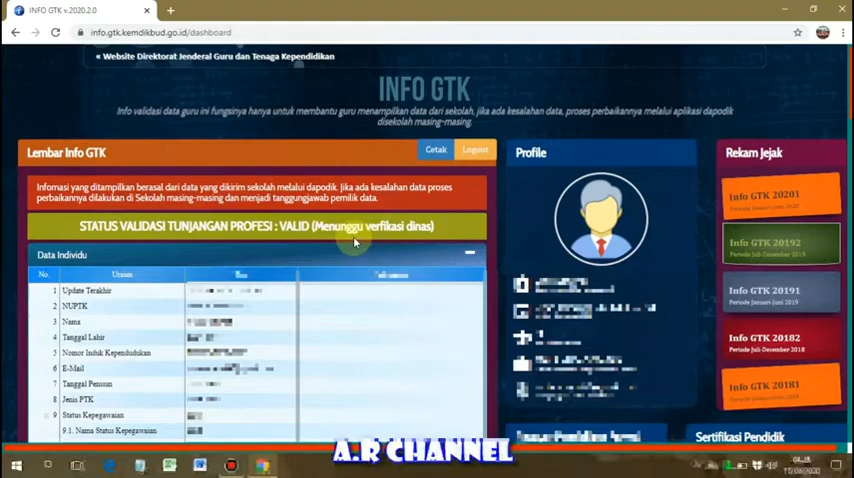 INFO GTK v.2020.2.0
info.gtk.kemdikbud.go.id/dashboard
« Website Direktorat Jenderal Guru dan Tenaga Kependidikan
INFO GTK
Info validasi data guru ini fungsinya hanya untuk membantu guru menampilkan data dari sekolah, jika ada kesalahan data, proses perbaikannya melalui aplikasi dapodik
disekolah masing-masing.
Lembar Info GTK
Cetak
Logout
Infomasi yang ditampilkan berasal dari data yang dikirim sekolah melalui dapodik. Jika ada kesalahan data proses
perbaikannya dilakukan di Sekolah masing-masing dan menjadi tanggungjawab pemilik data.
STATUS VALIDASI TUNJANGAN PROFESI : VALID (Menunggu verfikasi dinas)
Data Individu
No. Uraian
1 Update Terakhir
2 NUPTK
3 Nama
4 Tanggal Lahir
5 Nomor Induk Kependudukan
6 E-Mail
7 Tanggal Pensiun
8 Jenis PTK
9 Status Kepegawaian
9.1. Nama Status Kepegawaian
Profile
Rekam Jejak
Info GTK 20201
Periode Januari-Juni 2020
Info GTK 20192
Periode Juli-Desember 2019
Info GTK 20191
Periode Januari-Juni 2019
Info GTK 20182
Periode Juli-Desember 2018
Info GTK 20181
Sertifikasi Pendidik
A.R CHANNEL